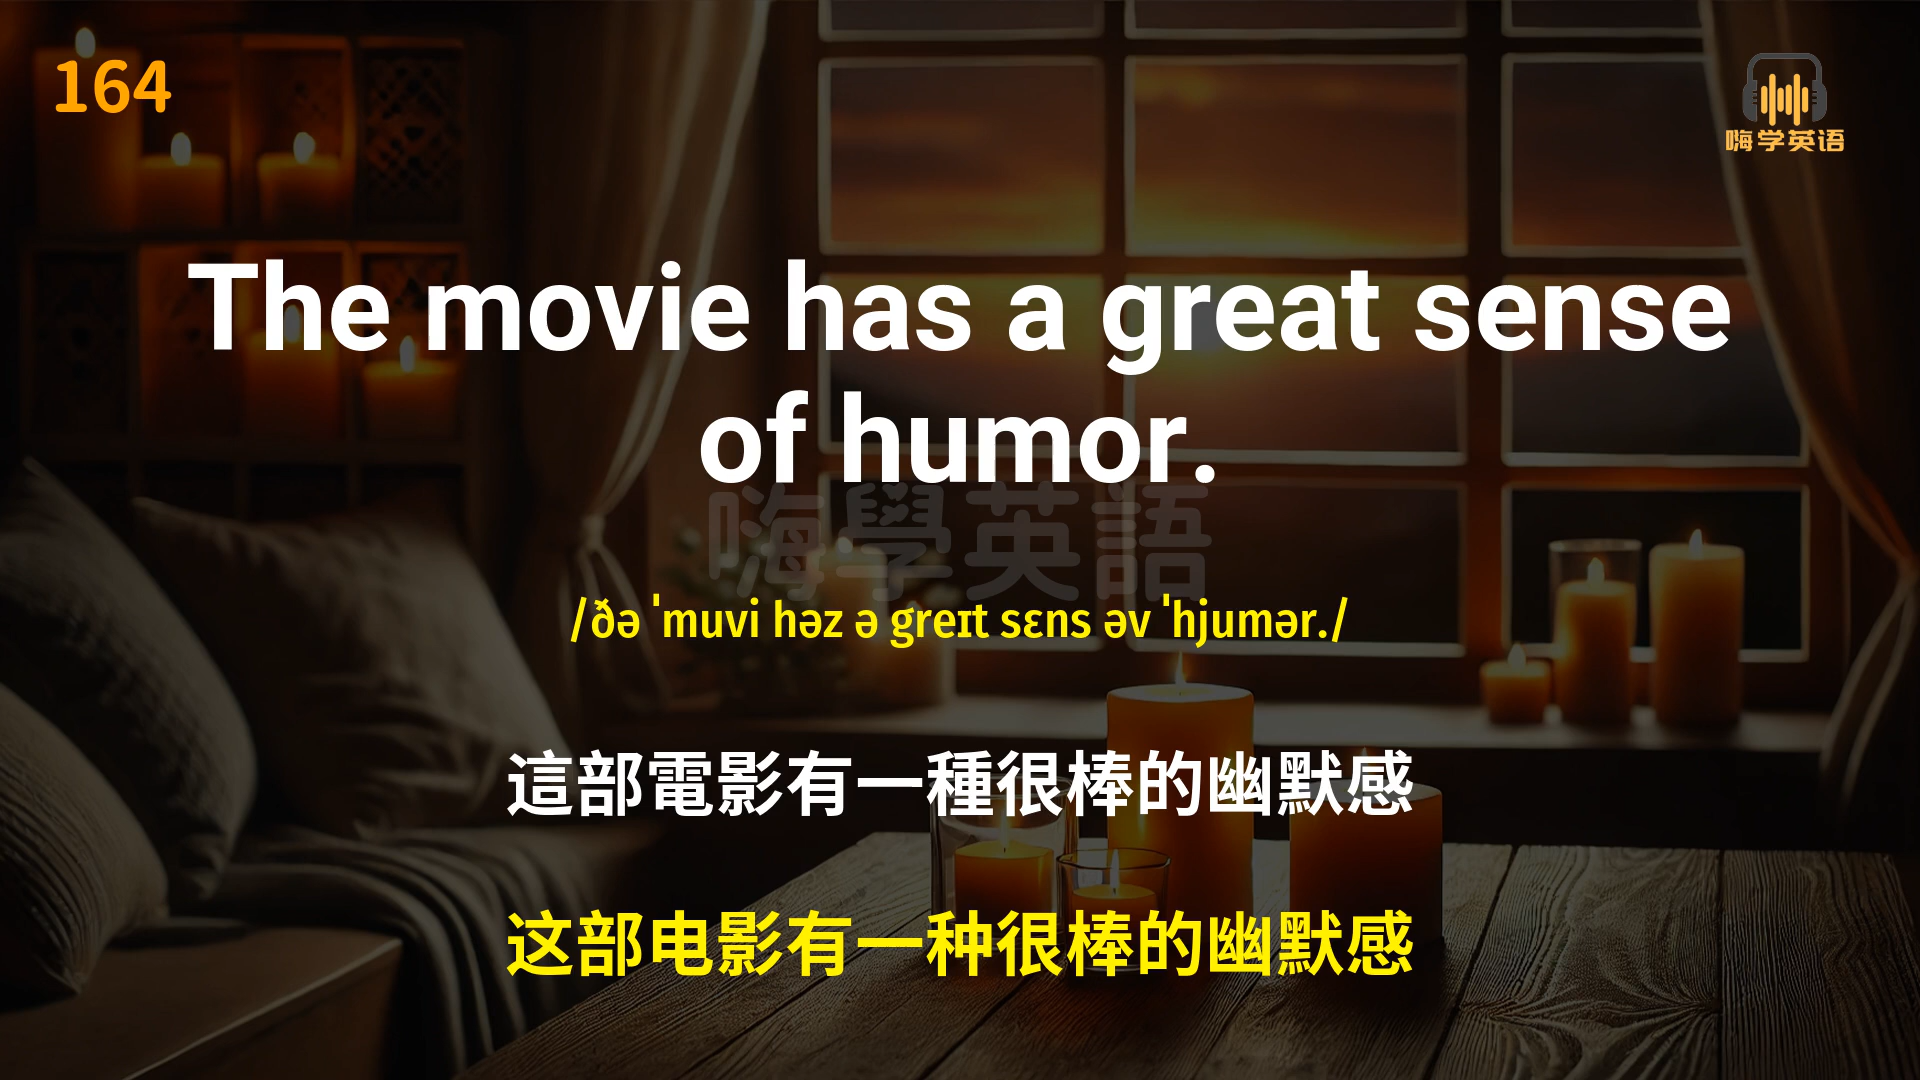 164
嗨学英语
The movie has a great sense
of humor.
嗨學英語
/ðə ˈmuvi həz ə greɪt sɛns əv ˈhjumər./
這部電影有一種很棒的幽默感
这部电影有一种很棒的幽默感